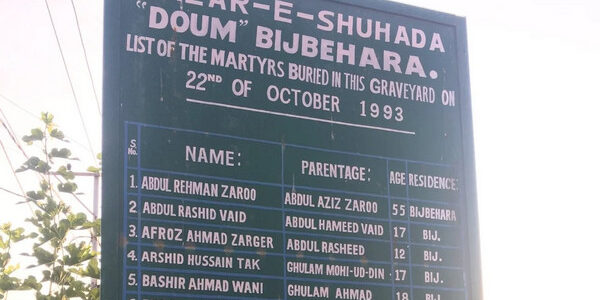 ZAR-E-SHUHADA
"DOUM" BIJBEHARA.
LIST OF THE MARTYRS BURIED IN THIS GRAVEYARD ON
22ND OF OCTOBER 1993
S. No. NAME: PARENTAGE: AGE RESIDENCE:
1. ABDUL REHMAN ZAROO ABDUL AZIZ ZAROO 55 BIJBEHARA
2. ABDUL RASHID VAID ABDUL HAMEED VAID 17 BIJ.
3. AFROZ AHMAD ZARGER ABDUL RASHEED 12 BIJ.
4. ARSHID HUSSAIN TAK GHULAM MOHI-UD-DIN 17 BIJ.
5. BASHIR AHMAD WANI GHULAM AHMAD 18 BIJ.